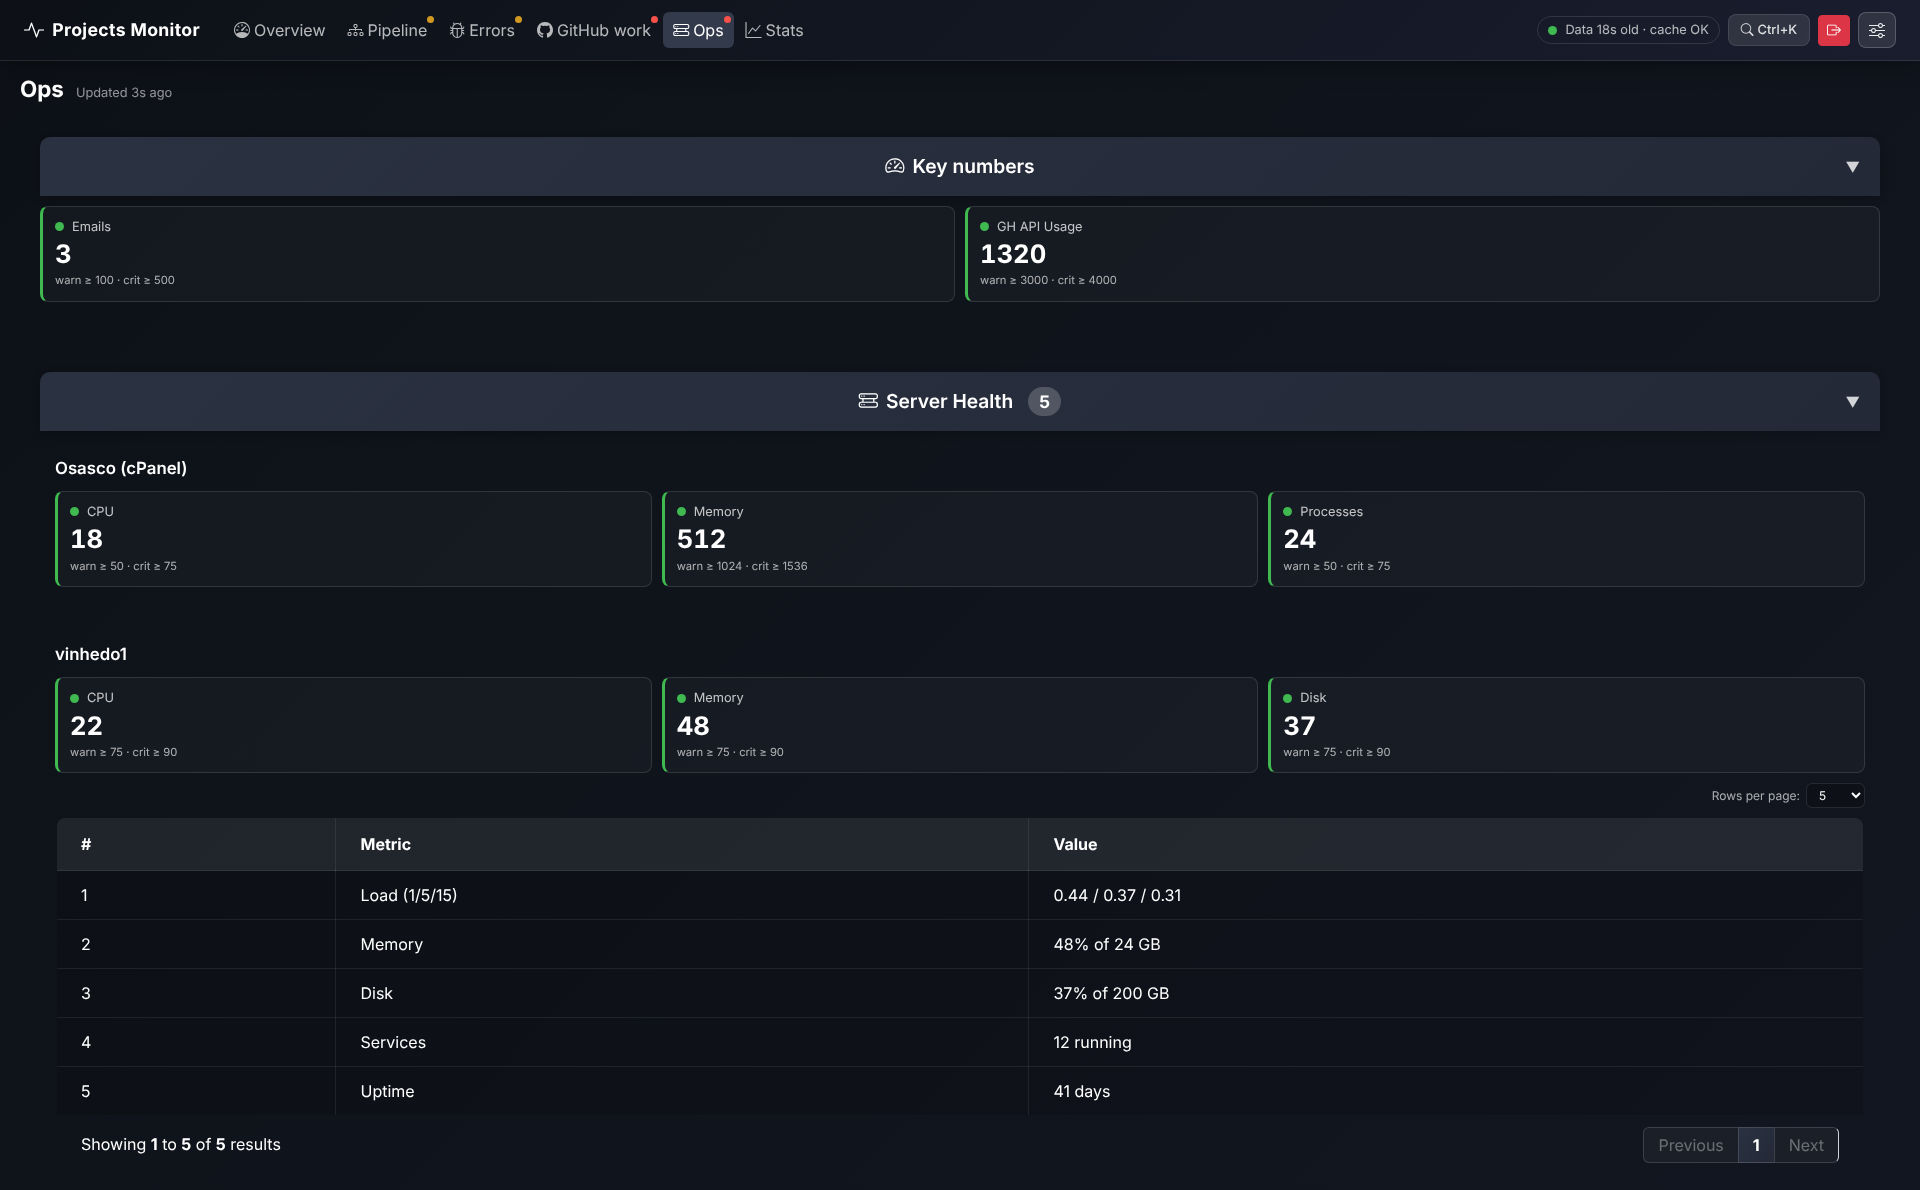 Projects Monitor
Overview
Pipeline
Errors
GitHub work
Ops
Stats
Data 18s old · cache OK
Ctrl+K
Ops
Updated 3s ago
Key numbers
▼
Emails
3
warn ≥ 100 · crit ≥ 500
GH API Usage
1320
warn ≥ 3000 · crit ≥ 4000
Server Health
5
▼
Osasco (cPanel)
CPU
18
warn ≥ 50 · crit ≥ 75
Memory
512
warn ≥ 1024 · crit ≥ 1536
Processes
24
warn ≥ 50 · crit ≥ 75
vinhedo1
CPU
22
warn ≥ 75 · crit ≥ 90
Memory
48
warn ≥ 75 · crit ≥ 90
Disk
37
warn ≥ 75 · crit ≥ 90
Rows per page: 5
# Metric Value
1 Load (1/5/15) 0.44 / 0.37 / 0.31
2 Memory 48% of 24 GB
3 Disk 37% of 200 GB
4 Services 12 running
5 Uptime 41 days
Showing 1 to 5 of 5 results
Previous 1 Next